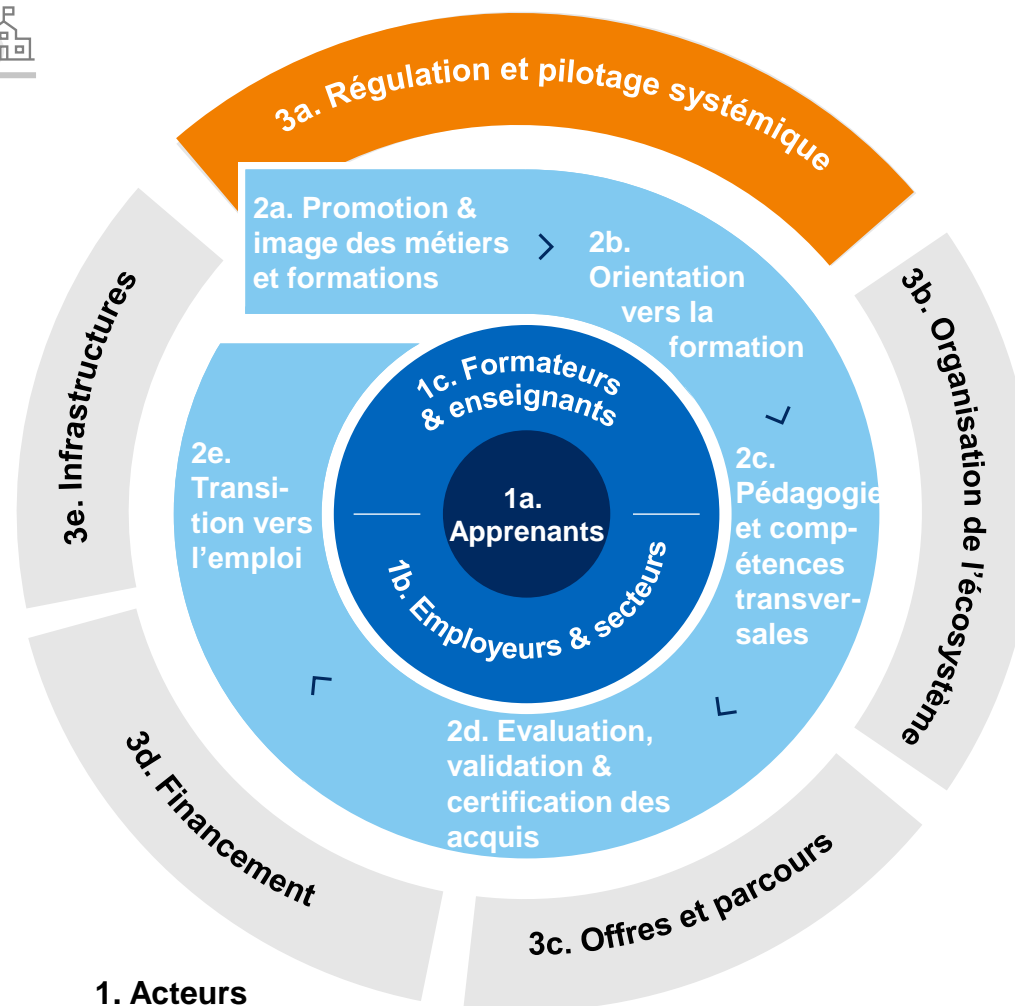 3a. Régulation et pilotage systémique
2a. Promotion &
image des métiers
et formations
2b.
Orientation
vers la
formation
3b. Organisation de l'écosystème
3e. Infrastructures
1c. Formateurs
& enseignants
2e.
Transi-
tion vers
l’emploi
1a.
Apprenants
2c.
Pédagogie
et comp-
étences
transver-
sales
1b. Employeurs & secteurs
2d. Evaluation,
validation &
certification des
acquis
3d. Financement
3c. Offres et parcours
1. Acteurs